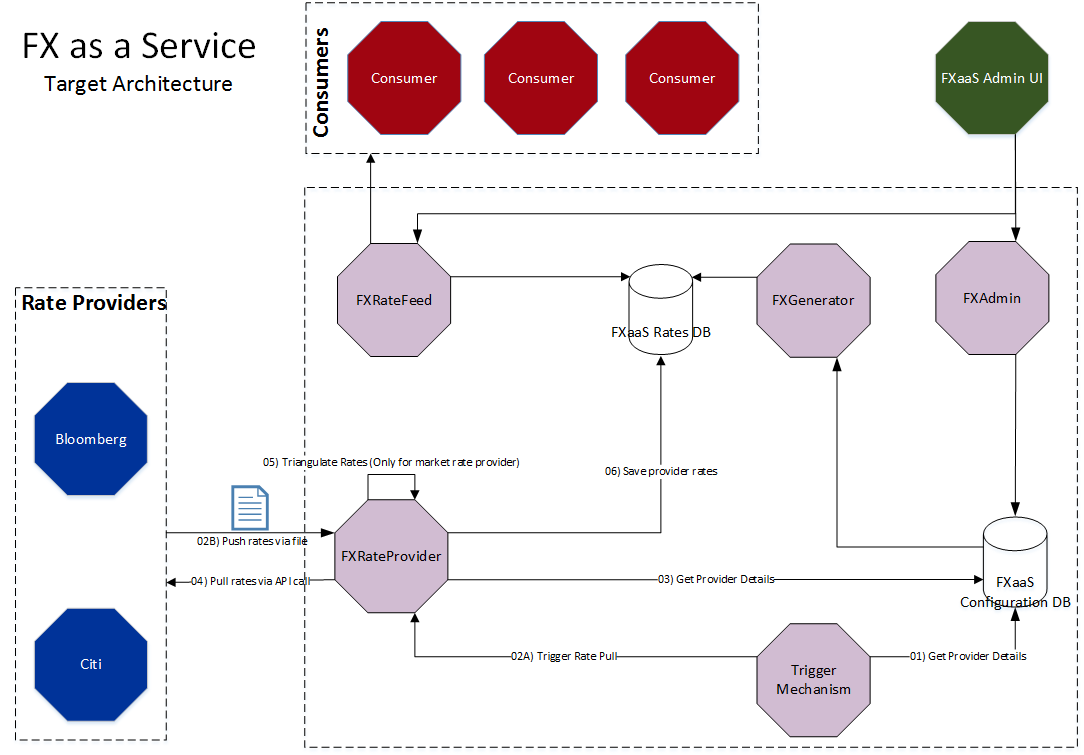 FX as a Service
Target Architecture
Consumers
Consumer
Consumer
Consumer
FXaaS Admin UI
FXRateFeed
FXaaS Rates DB
FXGenerator
FXAdmin
Rate Providers
Bloomberg
Citi
05) Triangulate Rates (Only for market rate provider)
06) Save provider rates
02B) Push rates via file
FXRateProvider
04) Pull rates via API call
03) Get Provider Details
FXaaS
Configuration DB
02A) Trigger Rate Pull
Trigger
Mechanism
01) Get Provider Details